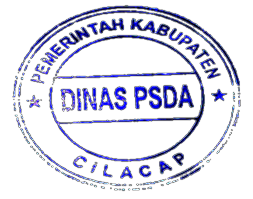 PEMERINTAH KABUPATEN
DINAS PSDA
CILACAP